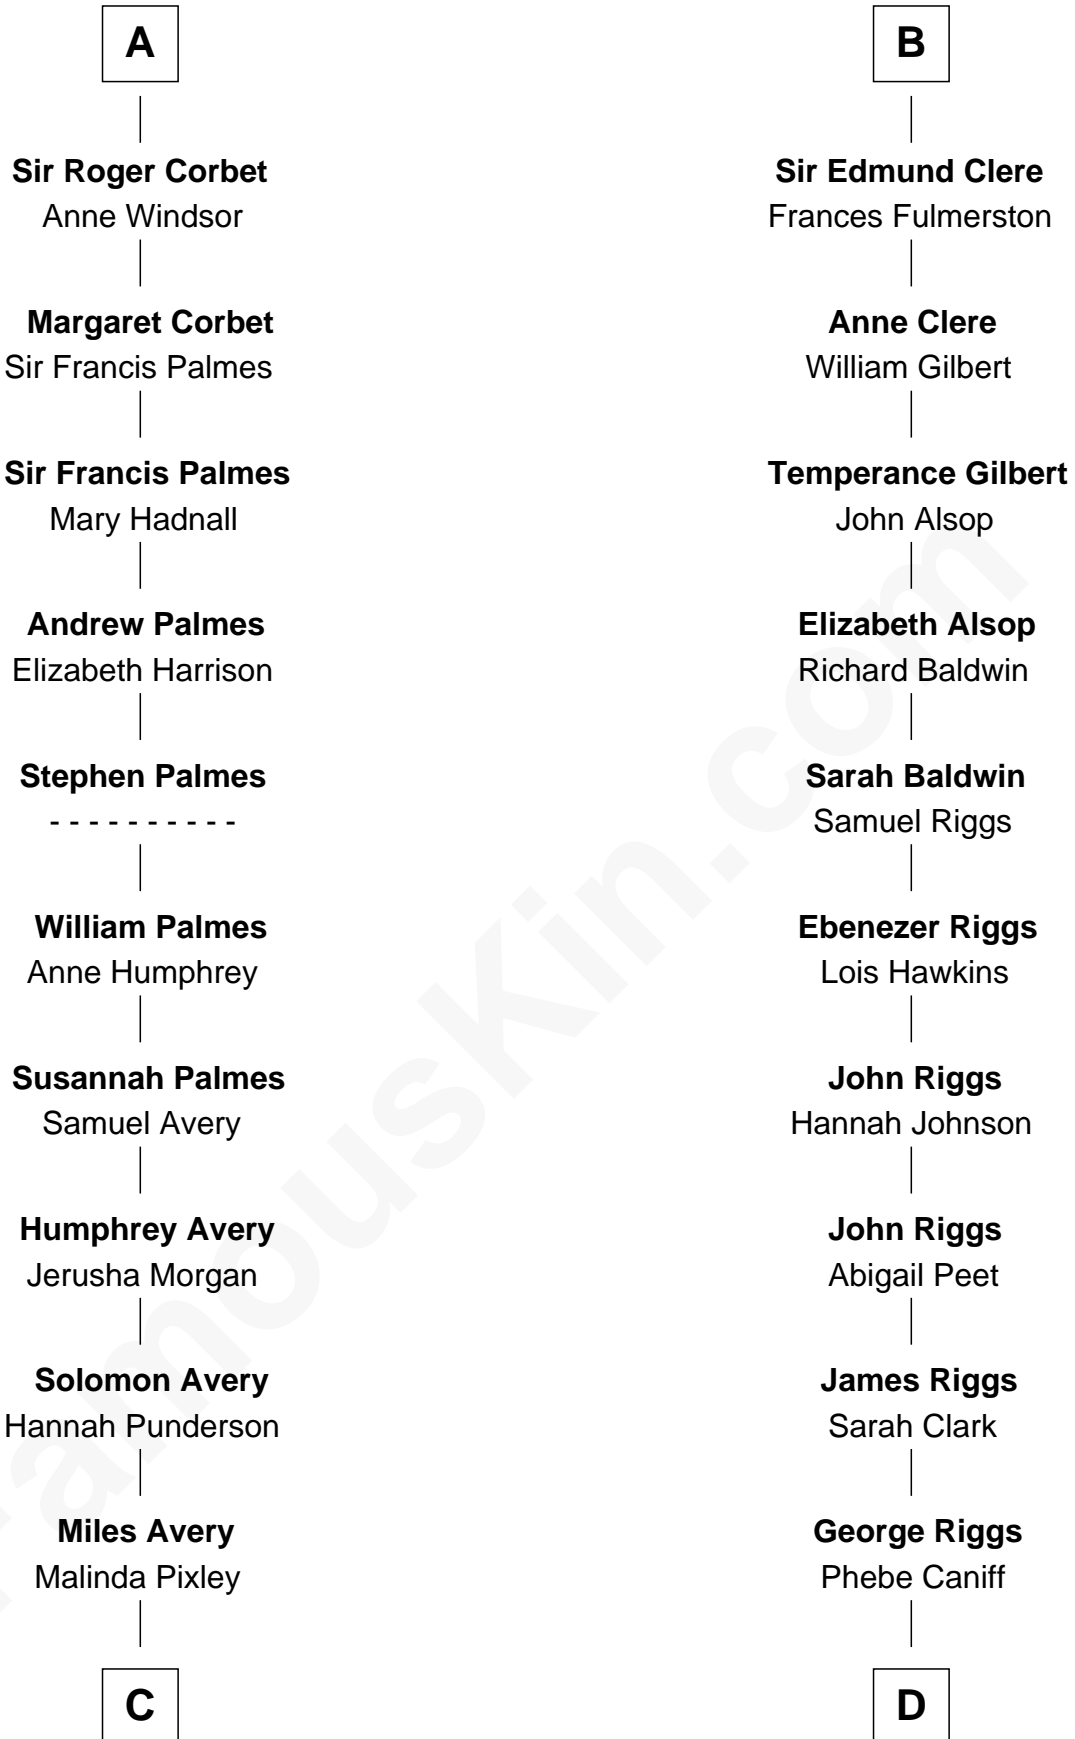 A
Sir Roger Corbet
Anne Windsor
Margaret Corbet
Sir Francis Palmes
Sir Francis Palmes
Mary Hadnall
Andrew Palmes
Elizabeth Harrison
Stephen Palmes
- - - - - - - - - -
William Palmes
Anne Humphrey
Susannah Palmes
Samuel Avery
Humphrey Avery
Jerusha Morgan
Solomon Avery
Hannah Punderson
Miles Avery
Malinda Pixley
C
B
Sir Edmund Clere
Frances Fulmerston
Anne Clere
William Gilbert
Temperance Gilbert
John Alsop
Elizabeth Alsop
Richard Baldwin
Sarah Baldwin
Samuel Riggs
Ebenezer Riggs
Lois Hawkins
John Riggs
Hannah Johnson
John Riggs
Abigail Peet
James Riggs
Sarah Clark
George Riggs
Phebe Caniff
D
FamousKin.com